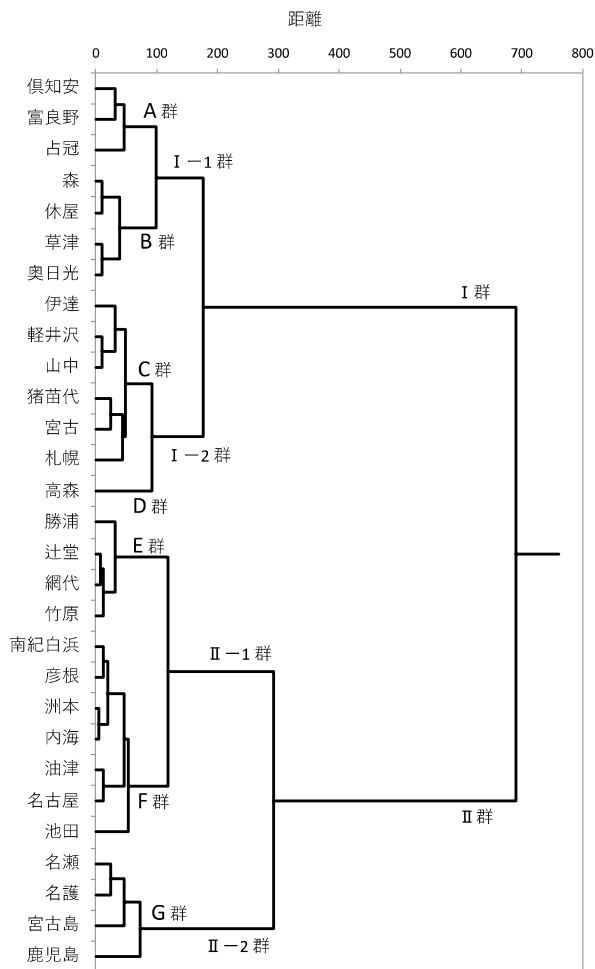 距離
0 100 200 300 400 500 600 700 800
倶知安
A 群
富良野
占冠
Ⅰ－1 群
森
休屋
B 群
草津
奥日光
伊達
Ⅰ 群
軽井沢
山中
C 群
猪苗代
宮古
札幌
Ⅰ－2 群
高森
D 群
勝浦
辻堂
E 群
網代
竹原
南紀白浜
Ⅱ－1 群
彦根
洲本
内海
油津
名古屋
F 群
Ⅱ 群
池田
名瀬
名護
宮古島
G 群
Ⅱ－2 群
鹿児島